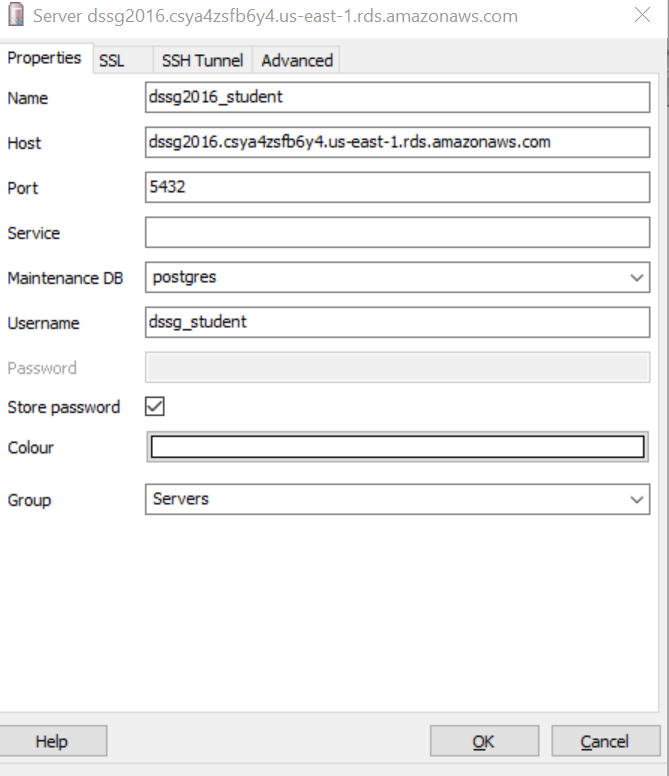 Server dssg2016.csya4zsfb6y4.us-east-1.rds.amazonaws.com
Properties SSL SSH Tunnel Advanced
Name dssg2016_student
Host dssg2016.csya4zsfb6y4.us-east-1.rds.amazonaws.com
Port 5432
Service
Maintenance DB postgres
Username dssg_student
Password
Store password
Colour
Group Servers
Help OK Cancel